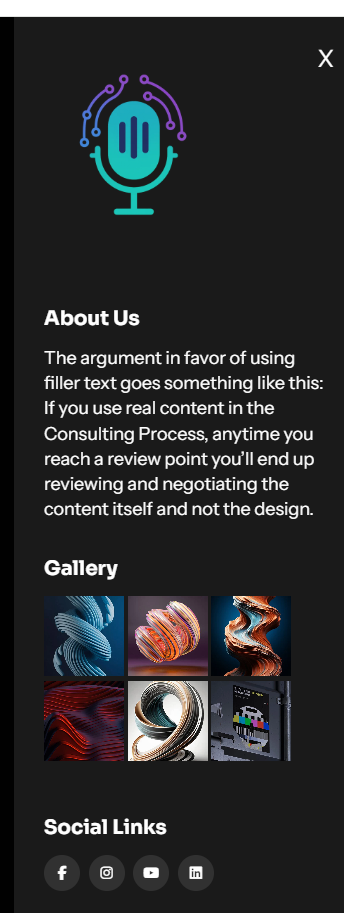 X
About Us
The argument in favor of using
filler text goes something like this:
If you use real content in the
Consulting Process, anytime you
reach a review point you'll end up
reviewing and negotiating the
content itself and not the design.
Gallery
Social Links